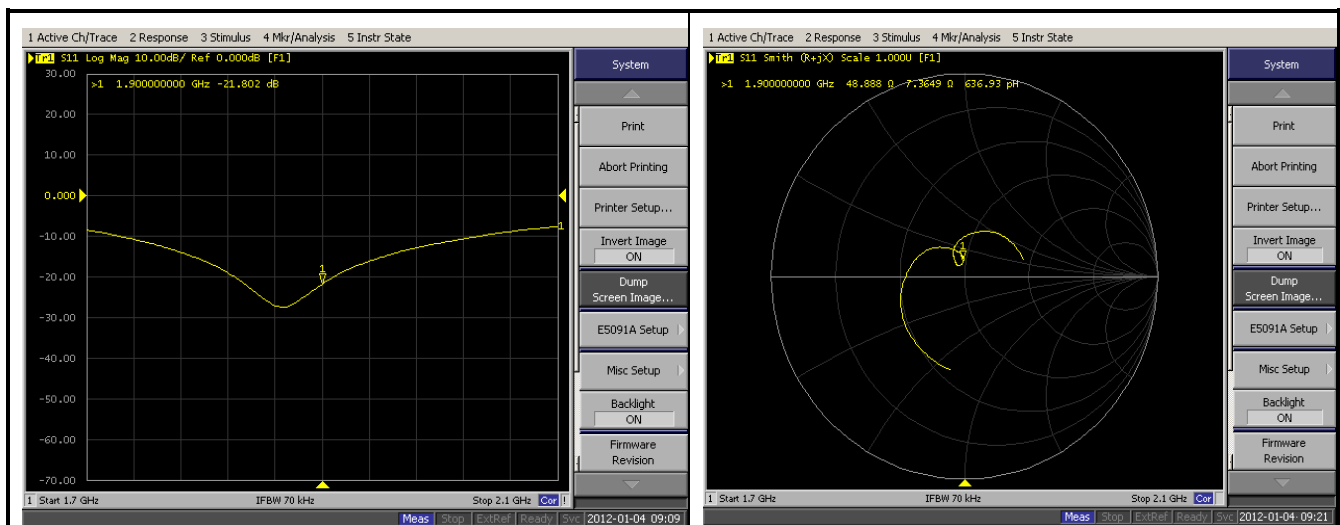 1 Active Ch/Trace 2 Response 3 Stimulus 4 Mkr/Analysis 5 Instr State
Tr1 S11 Log Mag 10.00dB/ Ref 0.000dB [F1]
>1 1.900000000 GHz -21.802 dB
30.00
20.00
10.00
0.000
-10.00
-20.00
-30.00
-40.00
-50.00
-60.00
-70.00
1
1
1 Start 1.7 GHz IFBW 70 kHz Stop 2.1 GHz Cor !
System
Print
Abort Printing
Printer Setup...
Invert Image
ON
Dump
Screen Image...
E5091A Setup
Misc Setup
Backlight
ON
Firmware
Revision
Meas Stop ExtRef Ready Svc 2012-01-04 09:09
1 Active Ch/Trace 2 Response 3 Stimulus 4 Mkr/Analysis 5 Instr State
Tr1 S11 Smith (R+jX) Scale 1.000U [F1]
>1 1.900000000 GHz 48.888 Ω 7.3649 Ω 636.93 pH
1
1 Start 1.7 GHz IFBW 70 kHz Stop 2.1 GHz Cor
System
Print
Abort Printing
Printer Setup...
Invert Image
ON
Dump
Screen Image...
E5091A Setup
Misc Setup
Backlight
ON
Firmware
Revision
Meas Stop ExtRef Ready Svc 2012-01-04 09:21